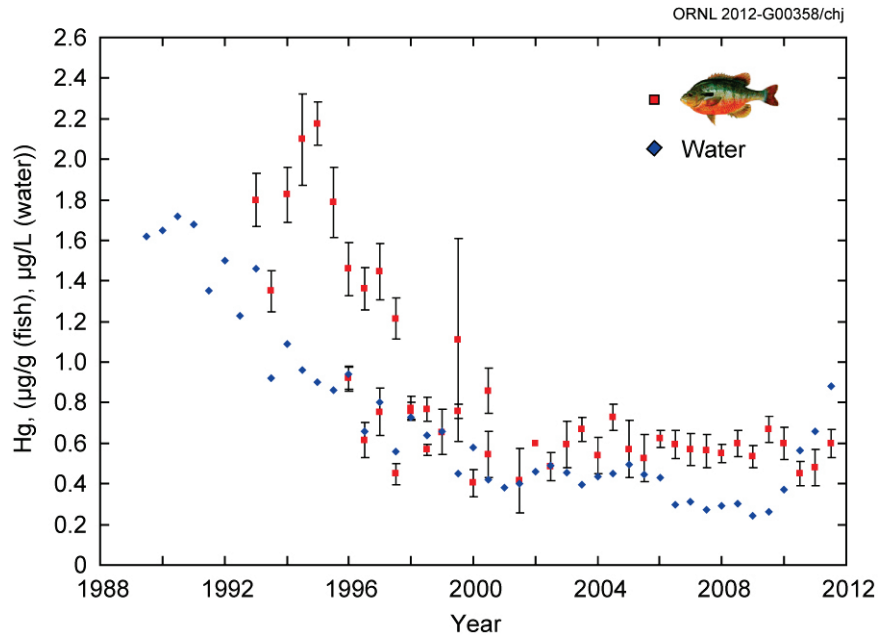 ORNL 2012-G00358/chj
2.6
2.4
2.2
2.0
1.8
1.6
1.4
1.2
1.0
0.8
0.6
0.4
0.2
0
Hg, (µg/g (fish), µg/L (water))
Water
1988 1992 1996 2000 2004 2008 2012
Year